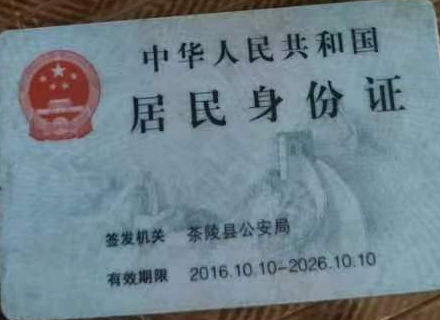 中华人民共和国
居民身份证
签发机关 茶陵县公安局
有效期限 2016.10.10-2026.10.10